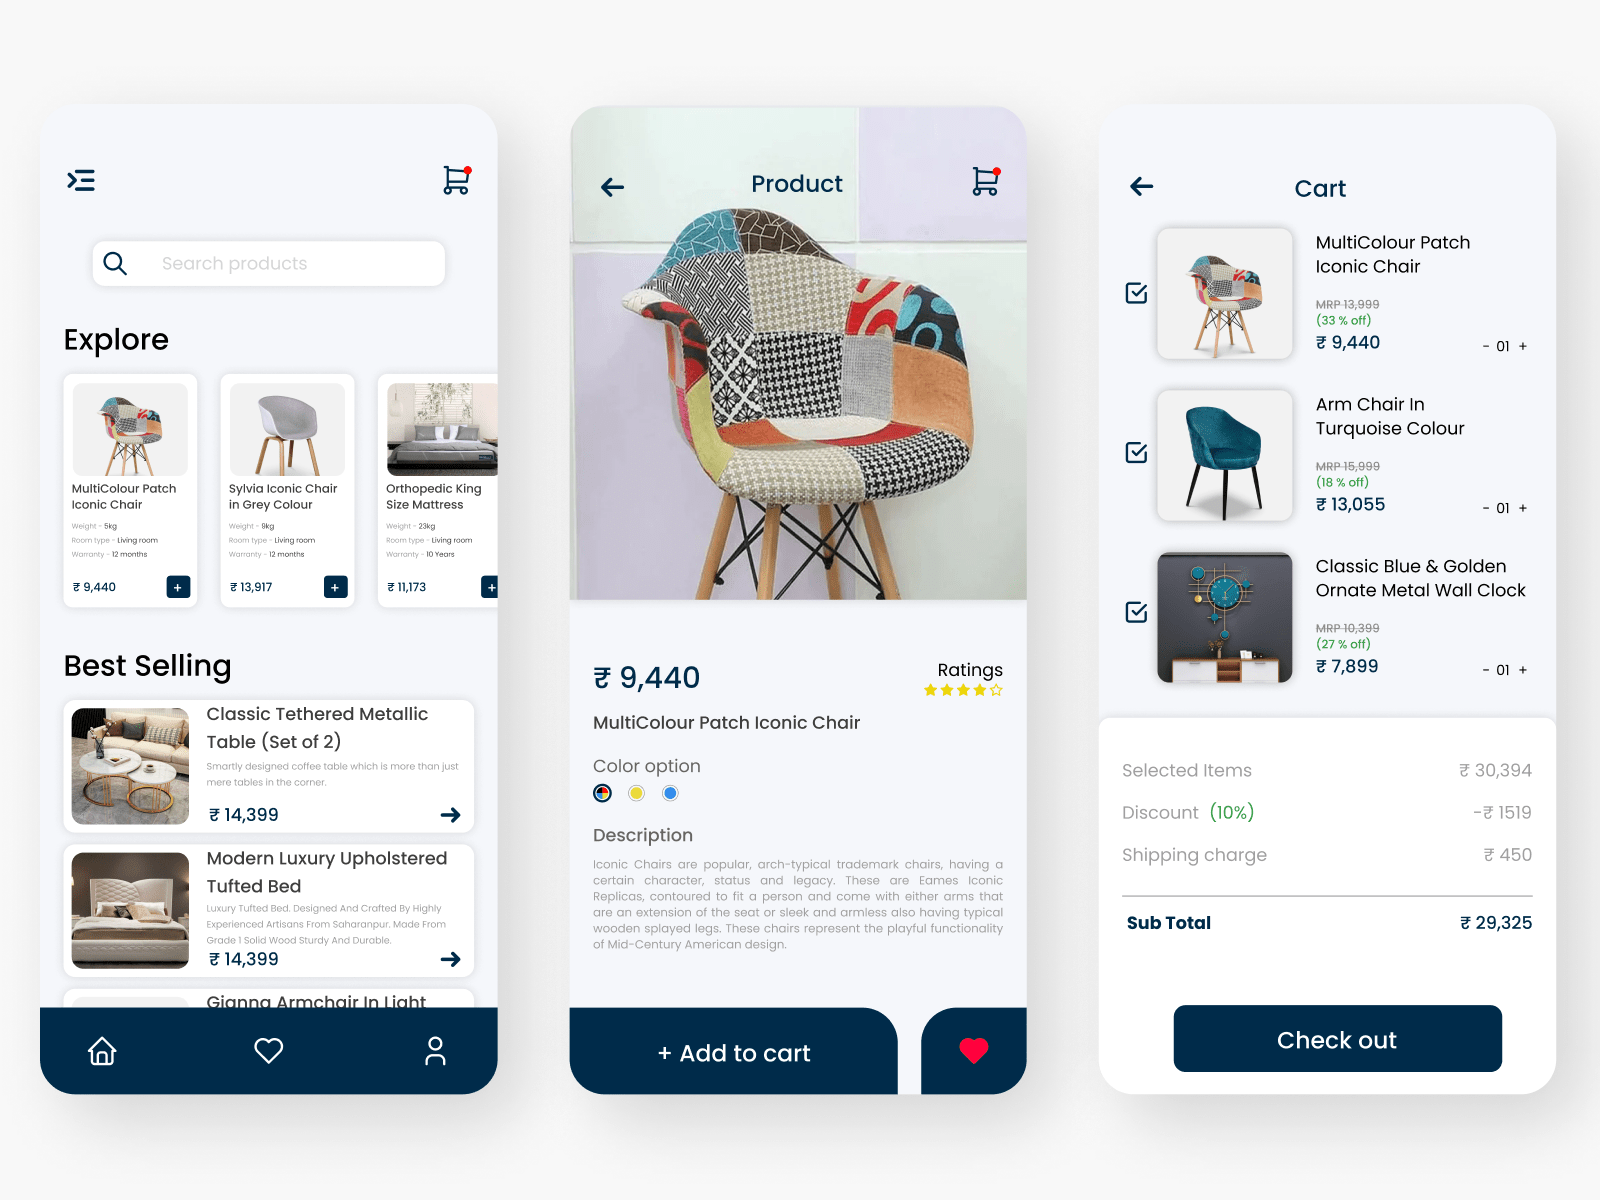 Search products
Explore
MultiColour Patch
Iconic Chair
Weight - 5kg
Room type - Living room
Warranty - 12 months
₹ 9,440
+
Sylvia Iconic Chair
in Grey Colour
Weight - 9kg
Room type - Living room
Warranty - 12 months
₹ 13,917
+
Orthopedic King
Size Mattress
Weight - 23kg
Room type - Living room
Warranty - 10 Years
₹ 11,173
+
Best Selling
Classic Tethered Metallic
Table (Set of 2)
Smartly designed coffee table which is more than just
mere tables in the corner.
₹ 14,399
Modern Luxury Upholstered
Tufted Bed
Luxury Tufted Bed. Designed And Crafted By Highly
Experienced Artisans From Saharanpur. Made From
Grade 1 Solid Wood Sturdy And Durable.
₹ 14,399
Gianna Armchair In Light
Product
₹ 9,440
Ratings
MultiColour Patch Iconic Chair
Color option
Description
Iconic Chairs are popular, arch-typical trademark chairs, having a
certain character, status and legacy. These are Eames Iconic
Replicas, contoured to fit a person and come with either arms that
are an extension of the seat or sleek and armless also having typical
wooden splayed legs. These chairs represent the playful functionality
of Mid-Century American design.
+ Add to cart
Cart
MultiColour Patch
Iconic Chair
MRP 13,999
(33 % off)
₹ 9,440
- 01 +
Arm Chair In
Turquoise Colour
MRP 15,999
(18 % off)
₹ 13,055
- 01 +
Classic Blue & Golden
Ornate Metal Wall Clock
MRP 10,399
(27 % off)
₹ 7,899
- 01 +
Selected Items ₹ 30,394
Discount (10%) -₹ 1519
Shipping charge ₹ 450
Sub Total ₹ 29,325
Check out